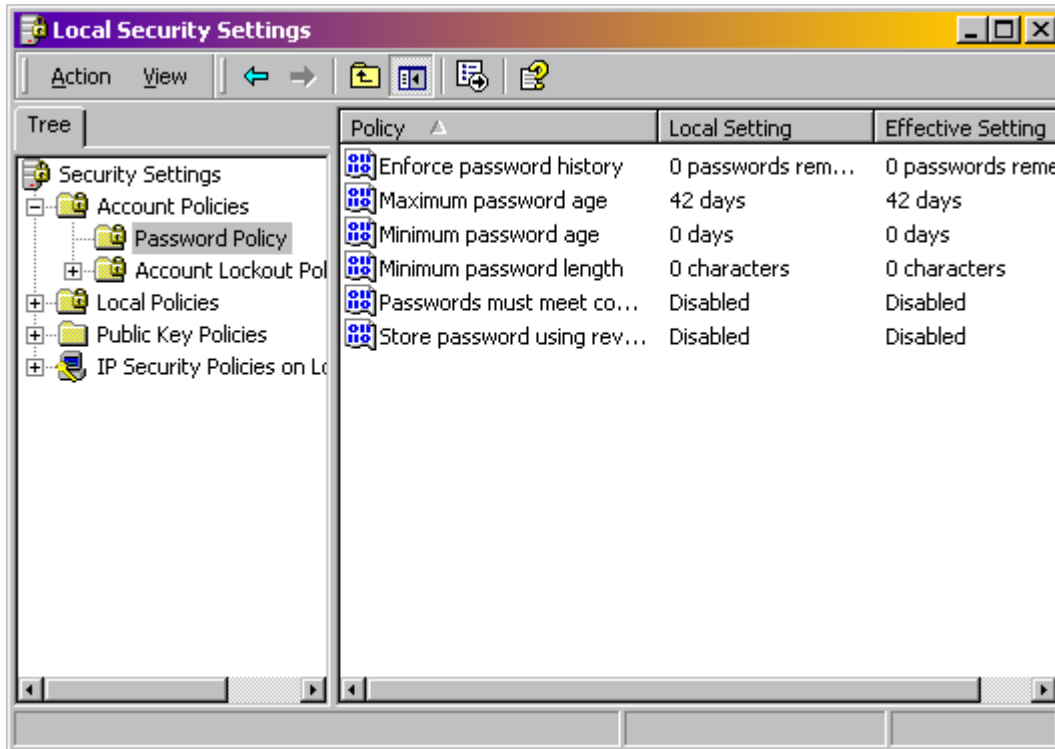 Local Security Settings
Action View
Tree
Security Settings
Account Policies
Password Policy
Account Lockout Pol
Local Policies
Public Key Policies
IP Security Policies on Lo
Policy Local Setting Effective Setting
Enforce password history 0 passwords rem... 0 passwords reme
Maximum password age 42 days 42 days
Minimum password age 0 days 0 days
Minimum password length 0 characters 0 characters
Passwords must meet co... Disabled Disabled
Store password using rev... Disabled Disabled